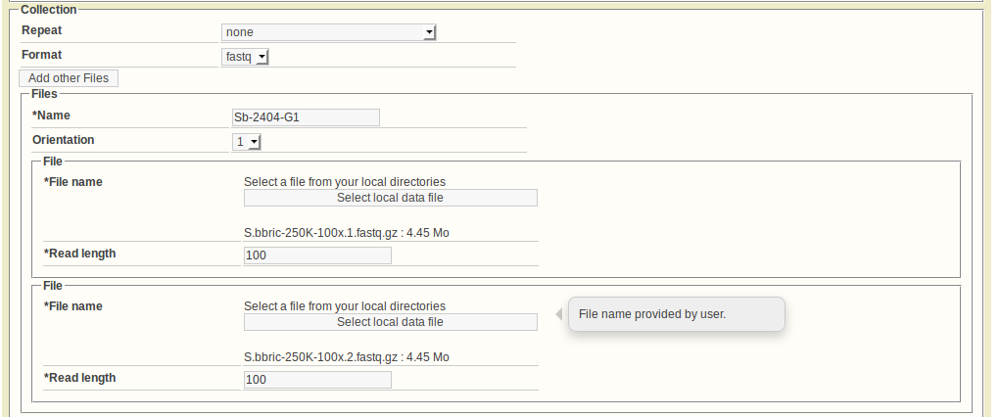 Collection
Repeat none
Format fastq
Add other Files
Files
*Name Sb-2404-G1
Orientation 1
File
*File name Select a file from your local directories
Select local data file
S.bbric-250K-100x.1.fastq.gz : 4.45 Mo
*Read length 100
File
*File name Select a file from your local directories
Select local data file
File name provided by user.
S.bbric-250K-100x.2.fastq.gz : 4.45 Mo
*Read length 100